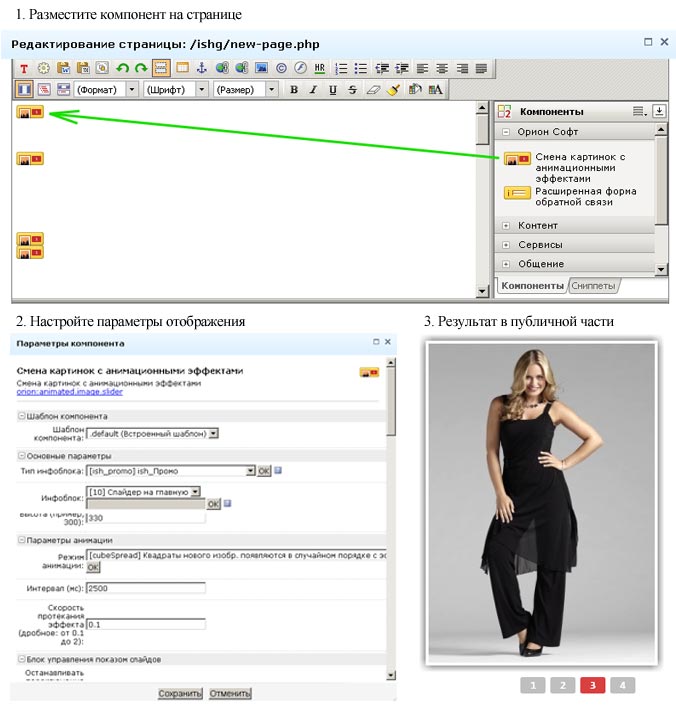 1. Разместите компонент на странице
Редактирование страницы: /ishg/new-page.php
HR
(Формат) (Шрифт) (Размер) B I U S A
Компоненты
Орион Софт
Смена картинок с
анимационными
эффектами
Расширенная форма
обратной связи
Контент
Сервисы
Общение
Компоненты Сниппеты
2. Настройте параметры отображения
Параметры компонента
Смена картинок с анимационными эффектами
Смена картинок с анимационными эффектами
orion:animated.image.slider
Шаблон компонента
Шаблон
компонента: .default (Встроенный шаблон)
Основные параметры
Тип инфоблока: [ish_promo] ish_Промо OK
Инфоблок: [10] Слайдер на главную
OK
Высота (пример,
300): 330
Параметры анимации
Режим
анимации: [cubeSpread] Квадраты нового изобр. появляются в случайном порядке с эс
OK
Интервал (мс): 2500
Скорость
протекания
эффекта
(дробное: от 0.1
до 2): 0.1
Блок управления показом слайдов
Останавливать
Сохранить Отменить
3. Результат в публичной части
1 2 3 4